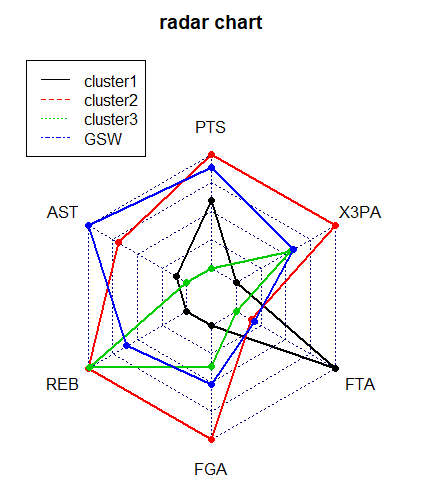 radar chart
cluster1
cluster2
cluster3
GSW
PTS
AST
X3PA
REB
FTA
FGA